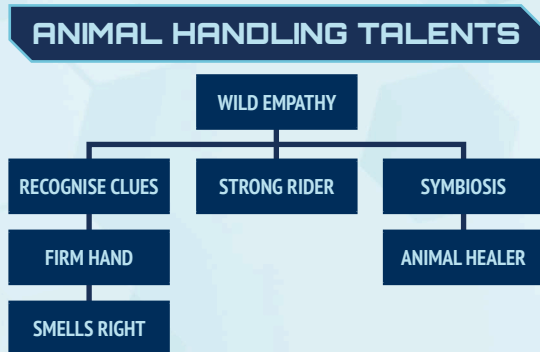 ANIMAL HANDLING TALENTS
WILD EMPATHY
RECOGNISE CLUES
STRONG RIDER
SYMBIOSIS
FIRM HAND
ANIMAL HEALER
SMELLS RIGHT